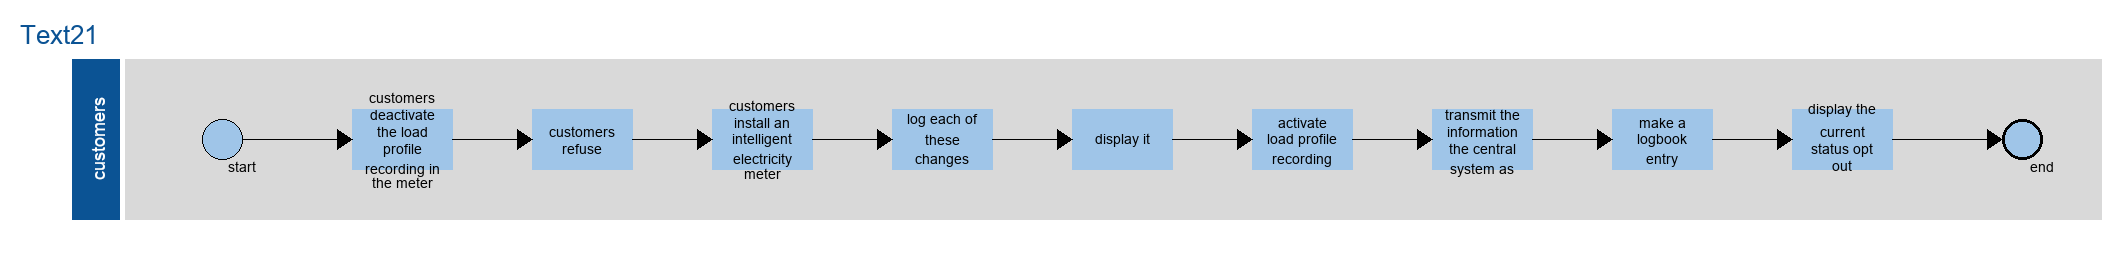 Text21
customers
start
customers
deactivate
the load
profile
recording in
the meter
customers
refuse
customers
install an
intelligent
electricity
meter
log each of
these
changes
display it
activate
load profile
recording
transmit the
information
the central
system as
make a
logbook
entry
display the
current
status opt
out
end